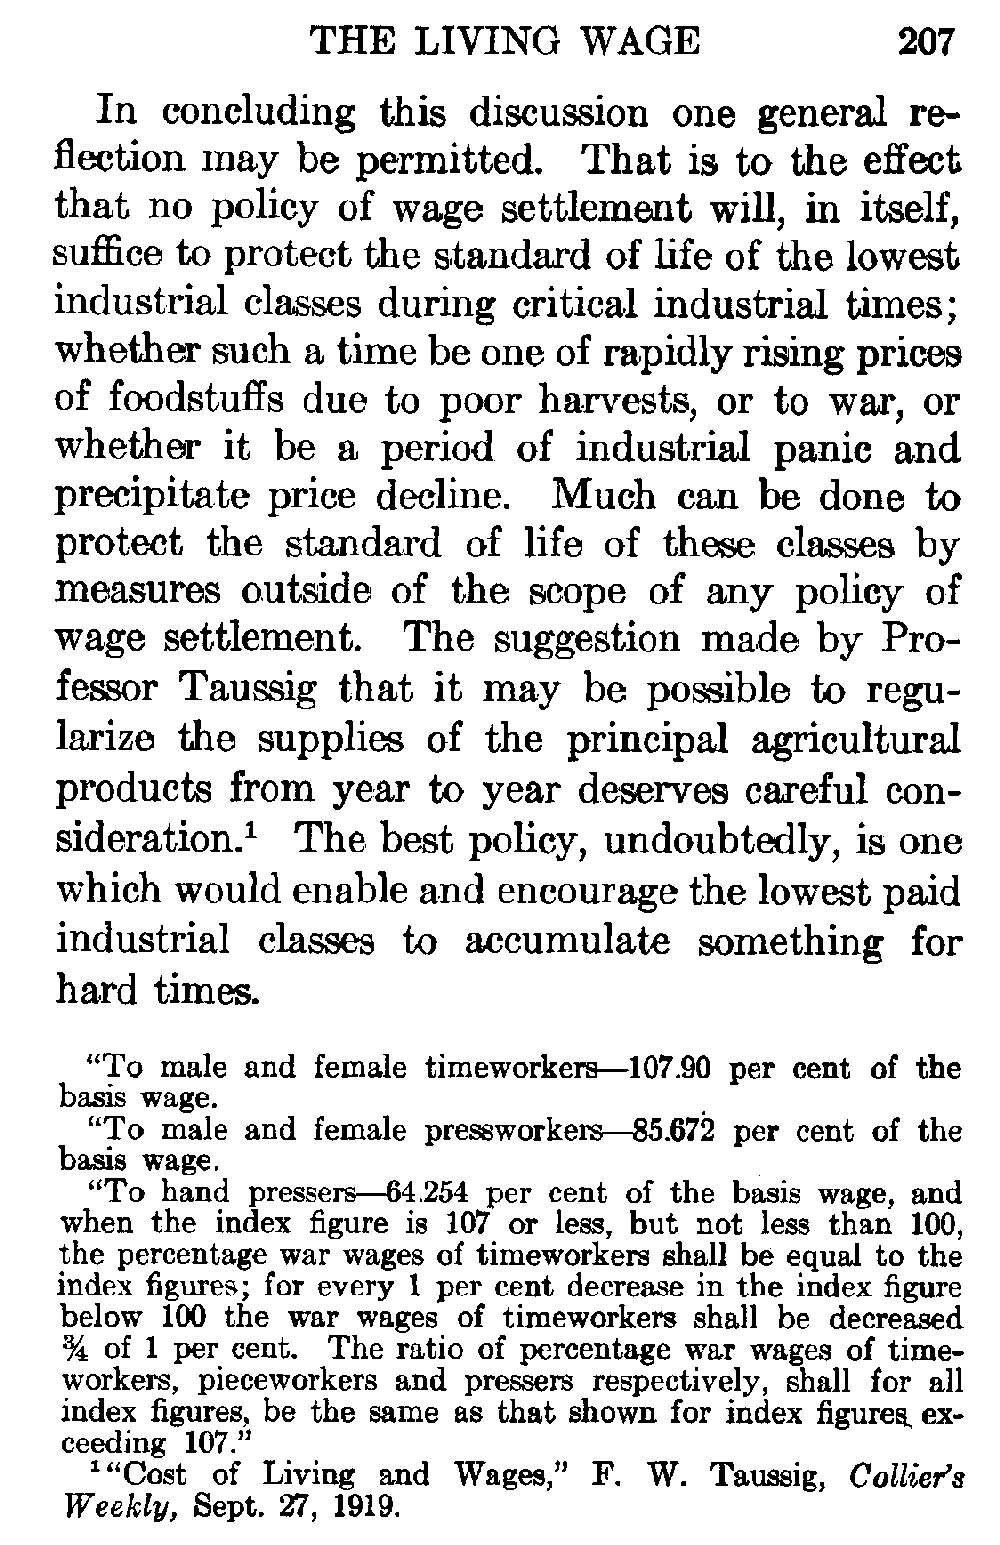 THE LIVING WAGE 207
In concluding this discussion one general re-
flection may be permitted. That is to the effect
that no policy of wage settlement will, in itself,
suffice to protect the standard of life of the lowest
industrial classes during critical industrial times;
whether such a time be one of rapidly rising prices
of foodstuffs due to poor harvests, or to war, or
whether it be a period of industrial panic and
precipitate price decline. Much can be done to
protect the standard of life of these classes by
measures outside of the scope of any policy of
wage settlement. The suggestion made by Pro-
fessor Taussig that it may be possible to regu-
larize the supplies of the principal agricultural
products from year to year deserves careful con-
sideration.¹ The best policy, undoubtedly, is one
which would enable and encourage the lowest paid
industrial classes to accumulate something for
hard times.
“To male and female timeworkers—107.90 per cent of the
basis wage.
“To male and female pressworkers—85.672 per cent of the
basis wage.
“To hand pressers—64.254 per cent of the basis wage, and
when the index figure is 107 or less, but not less than 100,
the percentage war wages of timeworkers shall be equal to the
index figures; for every 1 per cent decrease in the index figure
below 100 the war wages of timeworkers shall be decreased
¾ of 1 per cent. The ratio of percentage war wages of time-
workers, pieceworkers and pressers respectively, shall for all
index figures, be the same as that shown for index figures ex-
ceeding 107.”
¹ “Cost of Living and Wages,” F. W. Taussig, Collier's
Weekly, Sept. 27, 1919.